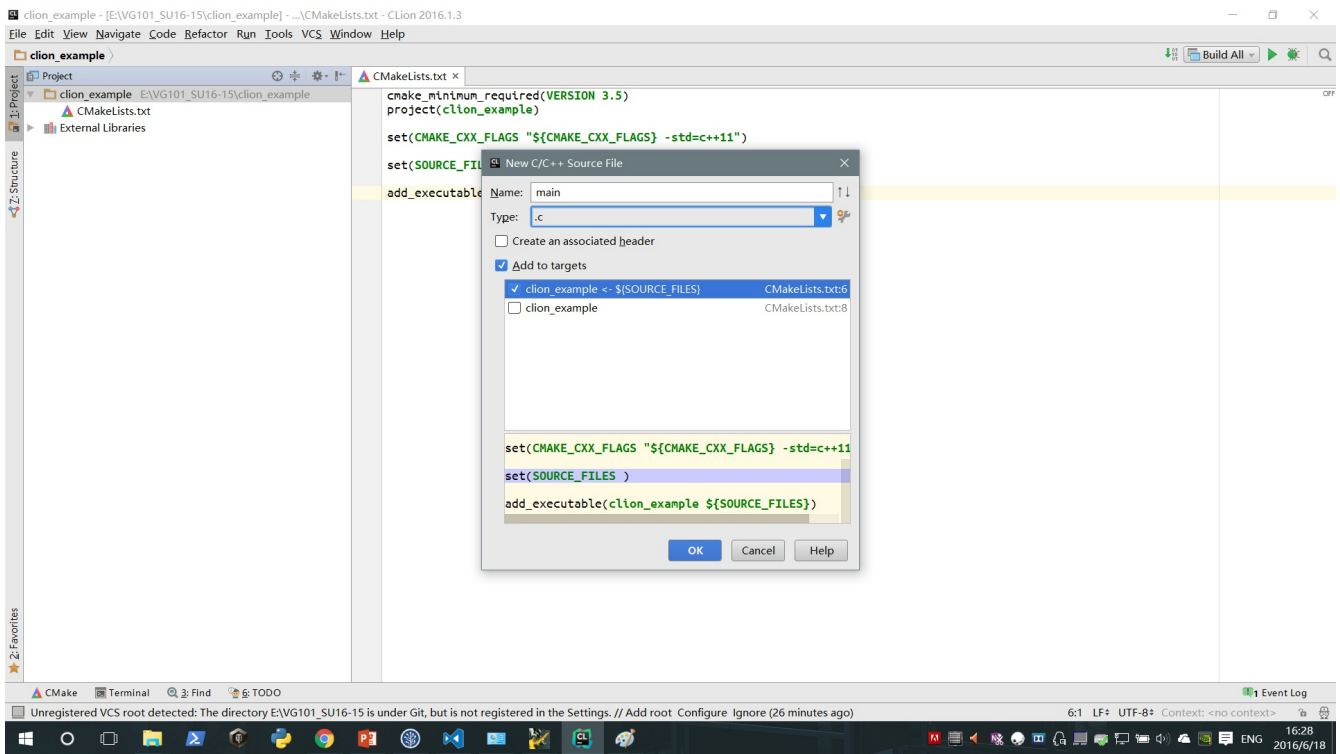 clion_example - [E:\VG101_SU16-15\clion_example] - ...\CMakeLists.txt - CLion 2016.1.3
File Edit View Navigate Code Refactor Run Tools VCS Window Help
clion_example
Build All
1: Project
Z: Structure
2: Favorites
Project
clion_example E:\VG101_SU16-15\clion_example
CMakeLists.txt
External Libraries
CMakeLists.txt ×
cmake_minimum_required(VERSION 3.5)
project(clion_example)
set(CMAKE_CXX_FLAGS "${CMAKE_CXX_FLAGS} -std=c++11")
set(SOURCE_FIL
add_executable
OFF
New C/C++ Source File
Name: main
Type: .c
Create an associated header
Add to targets
clion_example <- ${SOURCE_FILES} CMakeLists.txt:6
clion_example CMakeLists.txt:8
set(CMAKE_CXX_FLAGS "${CMAKE_CXX_FLAGS} -std=c++11
set(SOURCE_FILES )
add_executable(clion_example ${SOURCE_FILES})
OK Cancel Help
CMake Terminal 3: Find 6: TODO
1 Event Log
Unregistered VCS root detected: The directory E:\VG101_SU16-15 is under Git, but is not registered in the Settings. // Add root Configure Ignore (26 minutes ago)
6:1 LF÷ UTF-8÷ Context: <no context>
ENG
16:28
2016/6/18